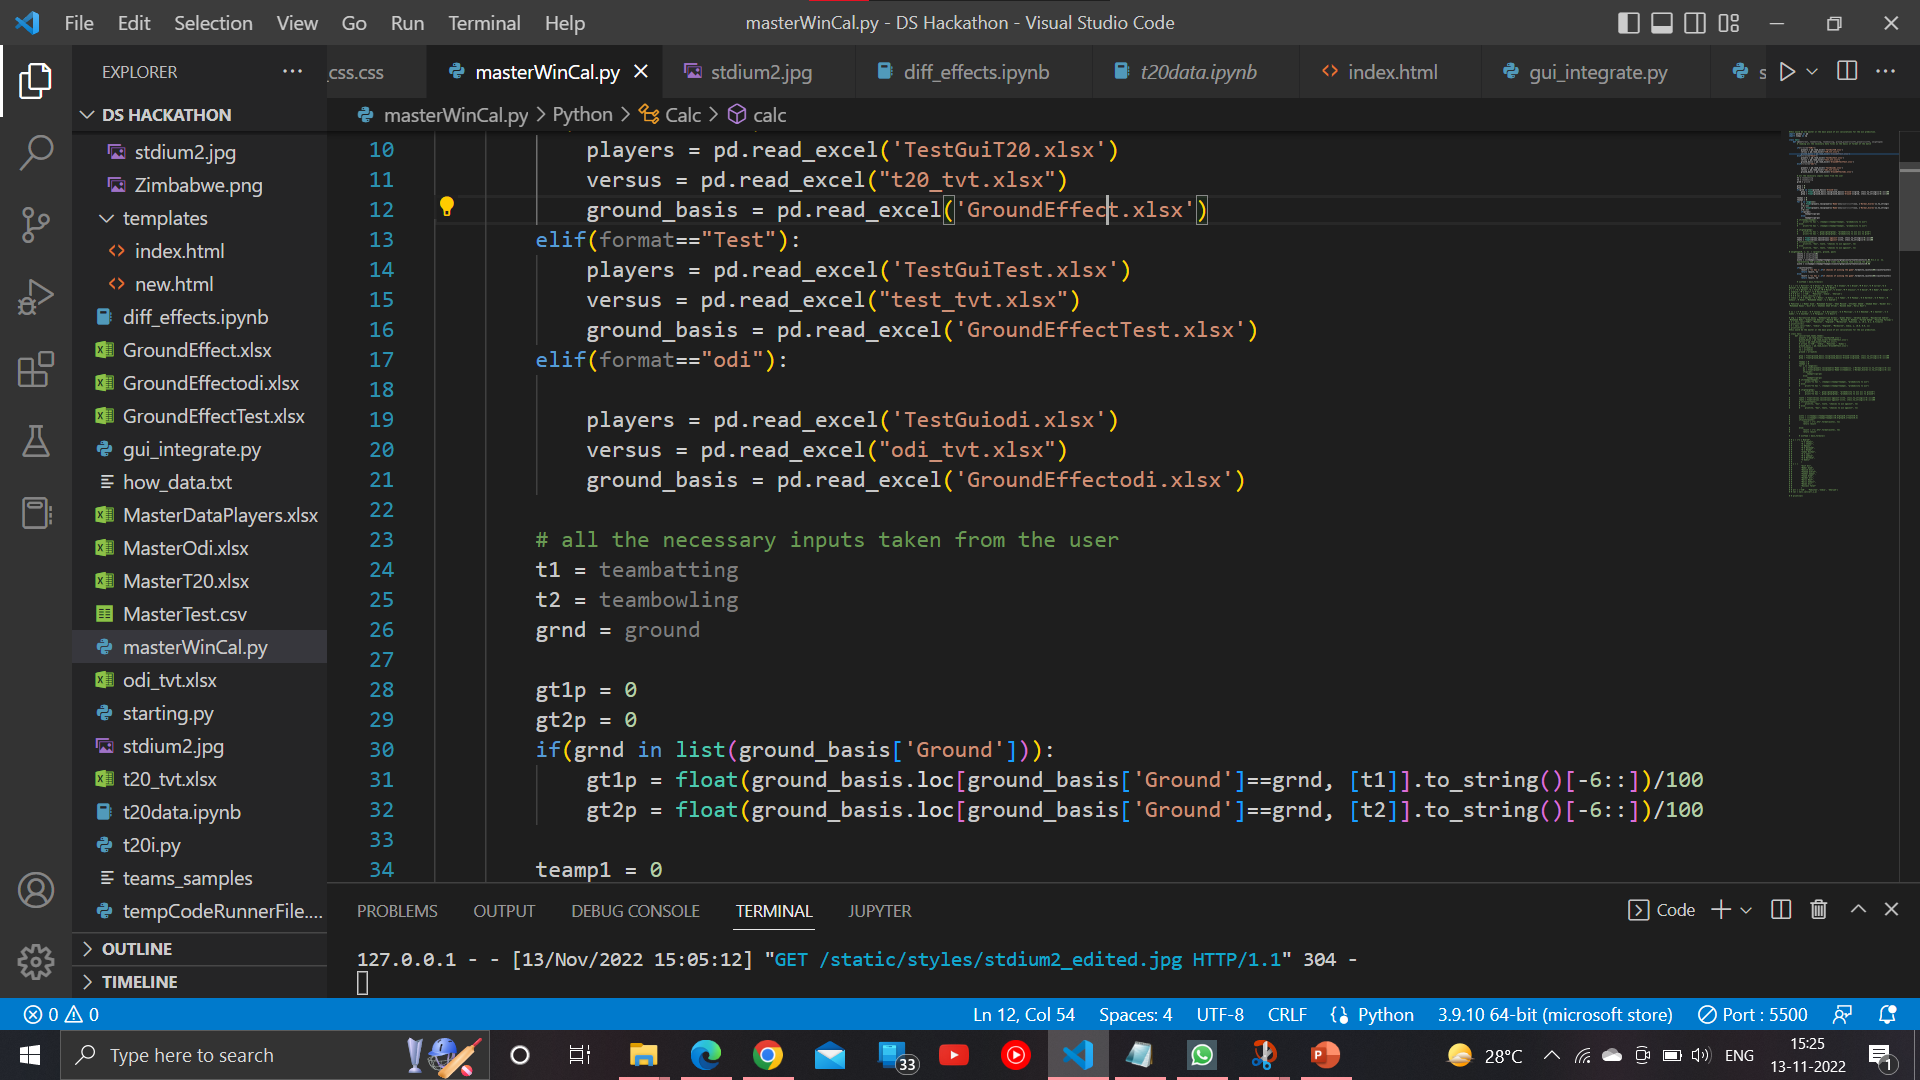 File Edit Selection View Go Run Terminal Help
masterWinCal.py - DS Hackathon - Visual Studio Code
EXPLORER
_css.css masterWinCal.py stdium2.jpg diff_effects.ipynb t20data.ipynb index.html gui_integrate.py s
DS HACKATHON
stdium2.jpg
Zimbabwe.png
templates
index.html
new.html
diff_effects.ipynb
GroundEffect.xlsx
GroundEffectodi.xlsx
GroundEffectTest.xlsx
gui_integrate.py
how_data.txt
MasterDataPlayers.xlsx
MasterOdi.xlsx
MasterT20.xlsx
MasterTest.csv
masterWinCal.py
odi_tvt.xlsx
starting.py
stdium2.jpg
t20_tvt.xlsx
t20data.ipynb
t20i.py
teams_samples
tempCodeRunnerFile....
OUTLINE
TIMELINE
masterWinCal.py > Python > Calc > calc
10 players = pd.read_excel('TestGuiT20.xlsx')
11 versus = pd.read_excel("t20_tvt.xlsx")
12 ground_basis = pd.read_excel('GroundEffect.xlsx')
13 elif(format=="Test"):
14 players = pd.read_excel('TestGuiTest.xlsx')
15 versus = pd.read_excel("test_tvt.xlsx")
16 ground_basis = pd.read_excel('GroundEffectTest.xlsx')
17 elif(format=="odi"):
18
19 players = pd.read_excel('TestGuiodi.xlsx')
20 versus = pd.read_excel("odi_tvt.xlsx")
21 ground_basis = pd.read_excel('GroundEffectodi.xlsx')
22
23 # all the necessary inputs taken from the user
24 t1 = teambatting
25 t2 = teambowling
26 grnd = ground
27
28 gt1p = 0
29 gt2p = 0
30 if(grnd in list(ground_basis['Ground'])):
31 gt1p = float(ground_basis.loc[ground_basis['Ground']==grnd, [t1]].to_string()[-6::])/100
32 gt2p = float(ground_basis.loc[ground_basis['Ground']==grnd, [t2]].to_string()[-6::])/100
33
34 teamp1 = 0
PROBLEMS OUTPUT DEBUG CONSOLE TERMINAL JUPYTER
Code
127.0.0.1 - - [13/Nov/2022 15:05:12] "GET /static/styles/stdium2_edited.jpg HTTP/1.1" 304 -
0 0
Ln 12, Col 54 Spaces: 4 UTF-8 CRLF Python 3.9.10 64-bit (microsoft store) Port : 5500
Type here to search
33
28°C ENG
15:25
13-11-2022
1